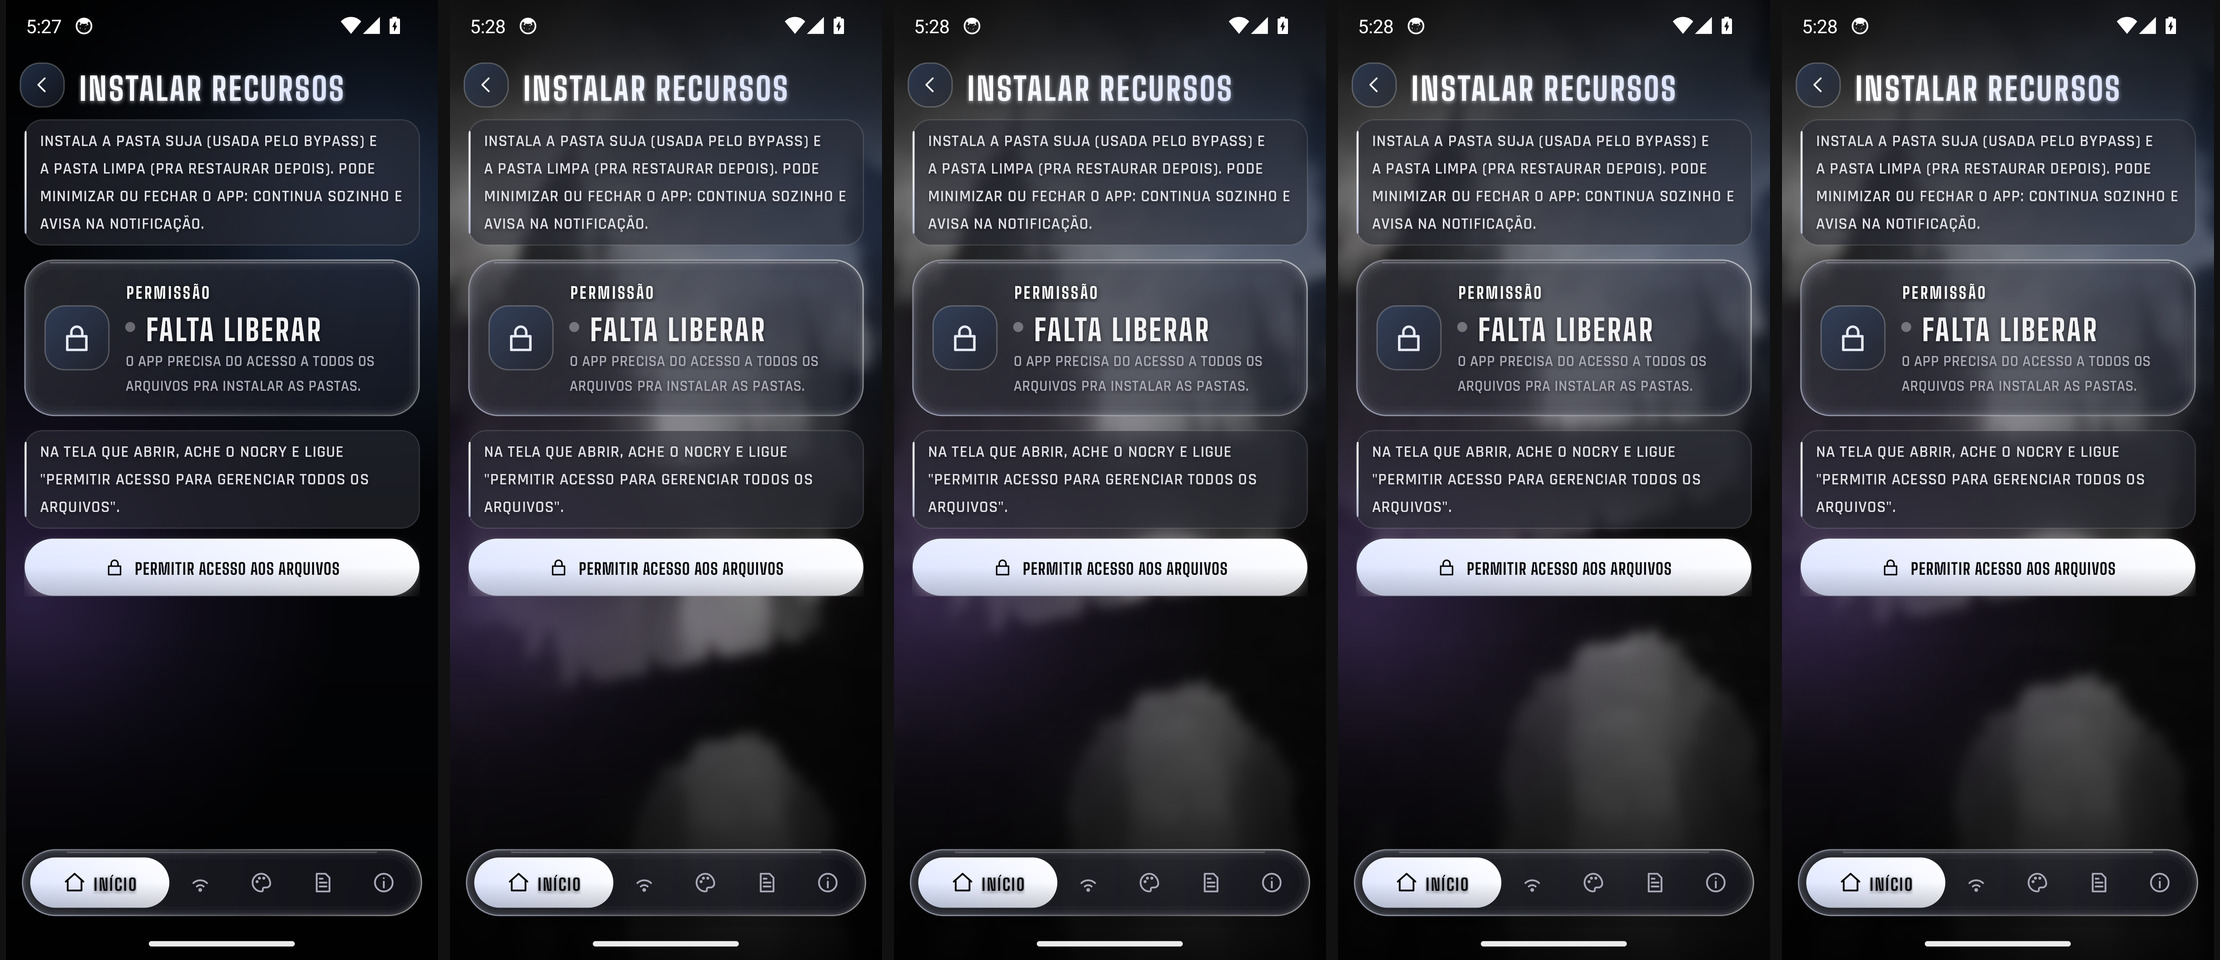 5:27
INSTALAR RECURSOS
INSTALA A PASTA SUJA (USADA PELO BYPASS) E
A PASTA LIMPA (PRA RESTAURAR DEPOIS). PODE
MINIMIZAR OU FECHAR O APP: CONTINUA SOZINHO E
AVISA NA NOTIFICAÇÃO.
PERMISSÃO
FALTA LIBERAR
O APP PRECISA DO ACESSO A TODOS OS
ARQUIVOS PRA INSTALAR AS PASTAS.
NA TELA QUE ABRIR, ACHE O NOCRY E LIGUE
"PERMITIR ACESSO PARA GERENCIAR TODOS OS
ARQUIVOS".
PERMITIR ACESSO AOS ARQUIVOS
INÍCIO
5:28
INSTALAR RECURSOS
INSTALA A PASTA SUJA (USADA PELO BYPASS) E
A PASTA LIMPA (PRA RESTAURAR DEPOIS). PODE
MINIMIZAR OU FECHAR O APP: CONTINUA SOZINHO E
AVISA NA NOTIFICAÇÃO.
PERMISSÃO
FALTA LIBERAR
O APP PRECISA DO ACESSO A TODOS OS
ARQUIVOS PRA INSTALAR AS PASTAS.
NA TELA QUE ABRIR, ACHE O NOCRY E LIGUE
"PERMITIR ACESSO PARA GERENCIAR TODOS OS
ARQUIVOS".
PERMITIR ACESSO AOS ARQUIVOS
INÍCIO
5:28
INSTALAR RECURSOS
INSTALA A PASTA SUJA (USADA PELO BYPASS) E
A PASTA LIMPA (PRA RESTAURAR DEPOIS). PODE
MINIMIZAR OU FECHAR O APP: CONTINUA SOZINHO E
AVISA NA NOTIFICAÇÃO.
PERMISSÃO
FALTA LIBERAR
O APP PRECISA DO ACESSO A TODOS OS
ARQUIVOS PRA INSTALAR AS PASTAS.
NA TELA QUE ABRIR, ACHE O NOCRY E LIGUE
"PERMITIR ACESSO PARA GERENCIAR TODOS OS
ARQUIVOS".
PERMITIR ACESSO AOS ARQUIVOS
INÍCIO
5:28
INSTALAR RECURSOS
INSTALA A PASTA SUJA (USADA PELO BYPASS) E
A PASTA LIMPA (PRA RESTAURAR DEPOIS). PODE
MINIMIZAR OU FECHAR O APP: CONTINUA SOZINHO E
AVISA NA NOTIFICAÇÃO.
PERMISSÃO
FALTA LIBERAR
O APP PRECISA DO ACESSO A TODOS OS
ARQUIVOS PRA INSTALAR AS PASTAS.
NA TELA QUE ABRIR, ACHE O NOCRY E LIGUE
"PERMITIR ACESSO PARA GERENCIAR TODOS OS
ARQUIVOS".
PERMITIR ACESSO AOS ARQUIVOS
INÍCIO
5:28
INSTALAR RECURSOS
INSTALA A PASTA SUJA (USADA PELO BYPASS) E
A PASTA LIMPA (PRA RESTAURAR DEPOIS). PODE
MINIMIZAR OU FECHAR O APP: CONTINUA SOZINHO E
AVISA NA NOTIFICAÇÃO.
PERMISSÃO
FALTA LIBERAR
O APP PRECISA DO ACESSO A TODOS OS
ARQUIVOS PRA INSTALAR AS PASTAS.
NA TELA QUE ABRIR, ACHE O NOCRY E LIGUE
"PERMITIR ACESSO PARA GERENCIAR TODOS OS
ARQUIVOS".
PERMITIR ACESSO AOS ARQUIVOS
INÍCIO